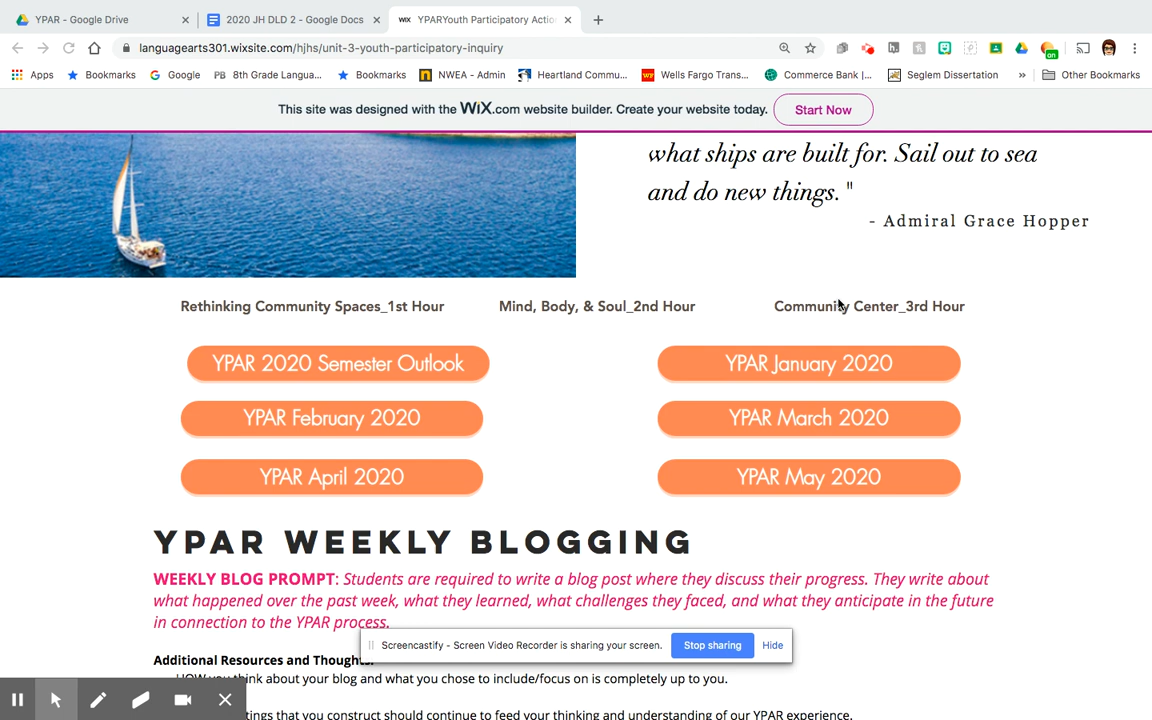 YPAR - Google Drive
2020 JH DLD 2 - Google Docs
WIX YPARYouth Participatory Actio
languagearts301.wixsite.com/hjhs/unit-3-youth-participatory-inquiry
Apps Bookmarks Google PB 8th Grade Langua... Bookmarks NWEA - Admin Heartland Commu... Wells Fargo Trans... Commerce Bank |... Seglem Dissertation » Other Bookmarks
This site was designed with the WiX.com website builder. Create your website today. Start Now
what ships are built for. Sail out to sea
and do new things. "
- Admiral Grace Hopper
Rethinking Community Spaces_1st Hour Mind, Body, & Soul_2nd Hour Community Center_3rd Hour
YPAR 2020 Semester Outlook YPAR January 2020
YPAR February 2020 YPAR March 2020
YPAR April 2020 YPAR May 2020
YPAR WEEKLY BLOGGING
WEEKLY BLOG PROMPT: Students are required to write a blog post where they discuss their progress. They write about
what happened over the past week, what they learned, what challenges they faced, and what they anticipate in the future
in connection to the YPAR process.
Screencastify - Screen Video Recorder is sharing your screen. Stop sharing Hide
Additional Resources and Thoughts:
HOW you think about your blog and what you chose to include/focus on is completely up to you.
tings that you construct should continue to feed your thinking and understanding of our YPAR experience.